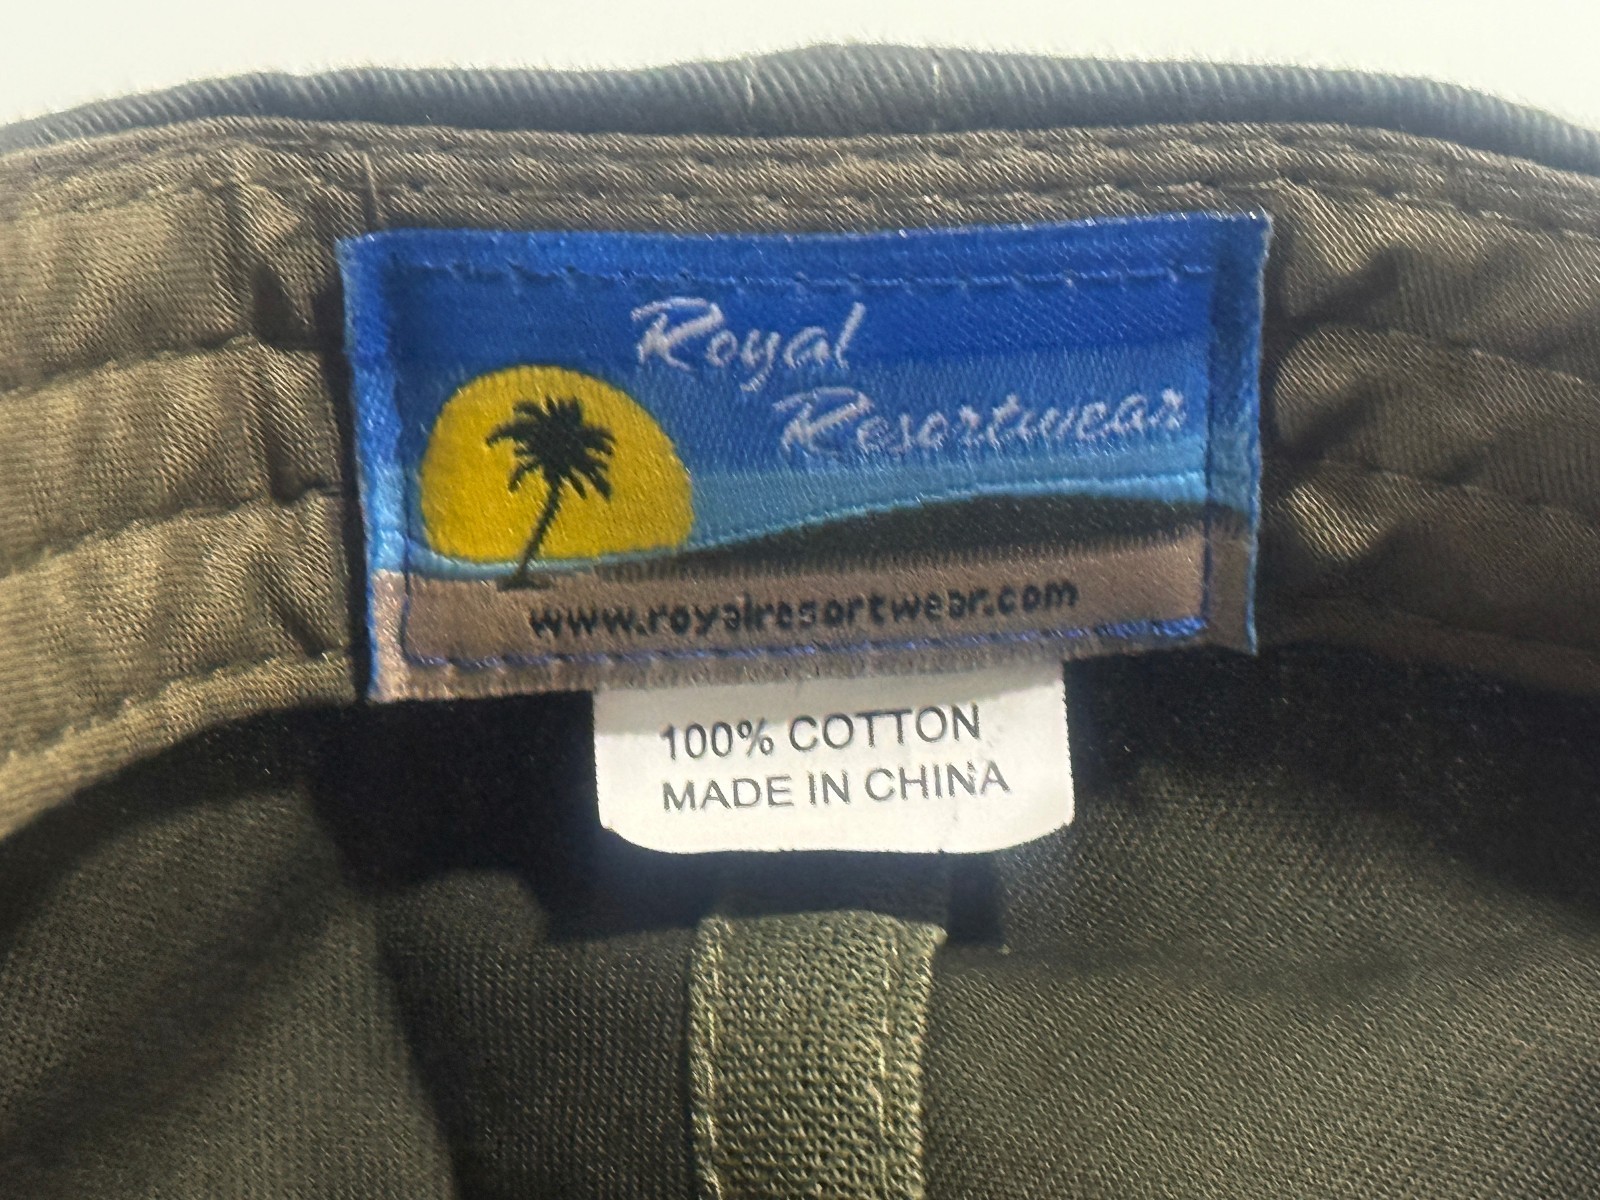 Royal
Resortwear
www.royalresortwear.com
100% COTTON
MADE IN CHINA